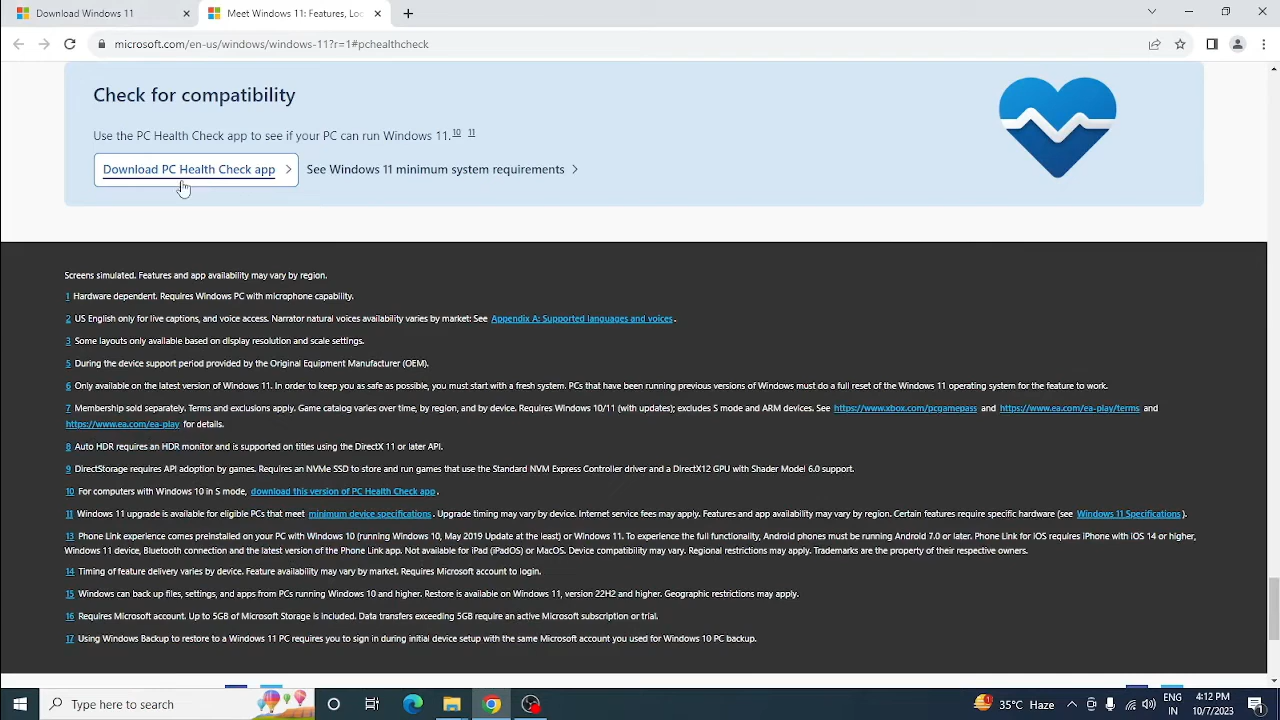 Download Windows 11
Meet Windows 11: Features, Loc
microsoft.com/en-us/windows/windows-11?r=1#pchealthcheck
Check for compatibility
Use the PC Health Check app to see if your PC can run Windows 11.10 11
Download PC Health Check app
See Windows 11 minimum system requirements
Screens simulated. Features and app availability may vary by region.
1 Hardware dependent. Requires Windows PC with microphone capability.
2 US English only for live captions, and voice access. Narrator natural voices availability varies by market: See Appendix A: Supported languages and voices.
3 Some layouts only available based on display resolution and scale settings.
5 During the device support period provided by the Original Equipment Manufacturer (OEM).
6 Only available on the latest version of Windows 11. In order to keep you as safe as possible, you must start with a fresh system. PCs that have been running previous versions of Windows must do a full reset of the Windows 11 operating system for the feature to work.
7 Membership sold separately. Terms and exclusions apply. Game catalog varies over time, by region, and by device. Requires Windows 10/11 (with updates); excludes S mode and ARM devices. See https://www.xbox.com/pcgamepass and https://www.ea.com/ea-play/terms and
https://www.ea.com/ea-play for details.
8 Auto HDR requires an HDR monitor and is supported on titles using the DirectX 11 or later API.
9 DirectStorage requires API adoption by games. Requires an NVMe SSD to store and run games that use the Standard NVM Express Controller driver and a DirectX12 GPU with Shader Model 6.0 support.
10 For computers with Windows 10 in S mode, download this version of PC Health Check app.
11 Windows 11 upgrade is available for eligible PCs that meet minimum device specifications. Upgrade timing may vary by device. Internet service fees may apply. Features and app availability may vary by region. Certain features require specific hardware (see Windows 11 Specifications).
13 Phone Link experience comes preinstalled on your PC with Windows 10 (running Windows 10, May 2019 Update at the least) or Windows 11. To experience the full functionality, Android phones must be running Android 7.0 or later. Phone Link for iOS requires iPhone with iOS 14 or higher,
Windows 11 device, Bluetooth connection and the latest version of the Phone Link app. Not available for iPad (iPadOS) or MacOS. Device compatibility may vary. Regional restrictions may apply. Trademarks are the property of their respective owners.
14 Timing of feature delivery varies by device. Feature availability may vary by market. Requires Microsoft account to login.
15 Windows can back up files, settings, and apps from PCs running Windows 10 and higher. Restore is available on Windows 11, version 22H2 and higher. Geographic restrictions may apply.
16 Requires Microsoft account. Up to 5GB of Microsoft Storage is included. Data transfers exceeding 5GB require an active Microsoft subscription or trial.
17 Using Windows Backup to restore to a Windows 11 PC requires you to sign in during initial device setup with the same Microsoft account you used for Windows 10 PC backup.
Type here to search
35°C Haze
ENG
IN
4:12 PM
10/7/2023
1